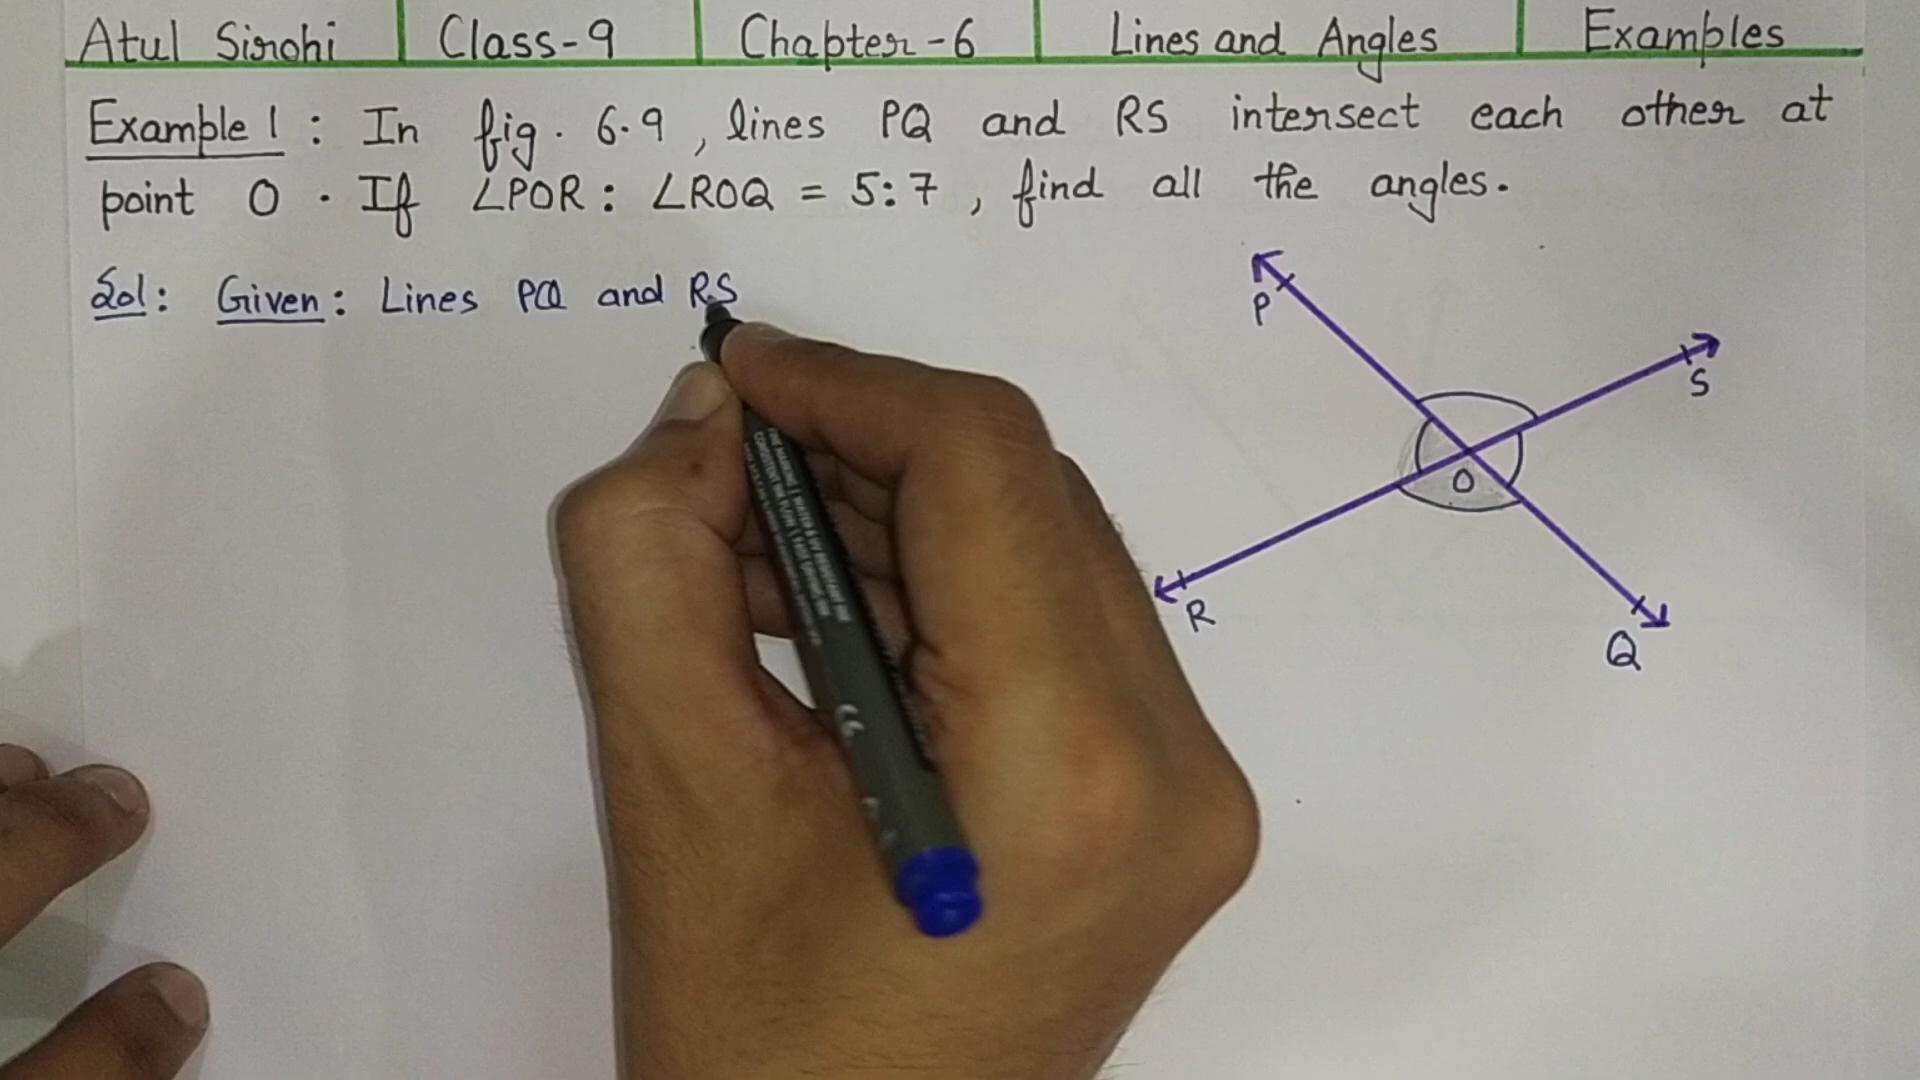 Atul Sirohi Class-9 Chapter-6 Lines and Angles Examples
Example 1 : In fig. 6.9, lines PQ and RS intersect each other at
point O. If ∠POR : ∠ROQ = 5:7, find all the angles.
Sol: Given: Lines PQ and RS
P
S
O
R
Q